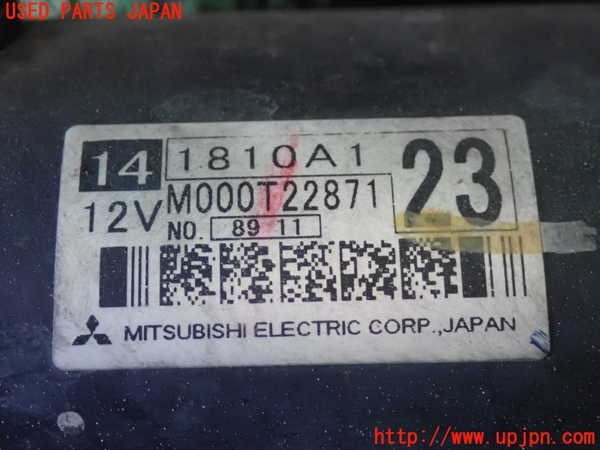 USED PARTS JAPAN
14 1810A1 23
12V M000T22871
NO. 89 11
MITSUBISHI ELECTRIC CORP.,JAPAN
http://www.upjpn.com